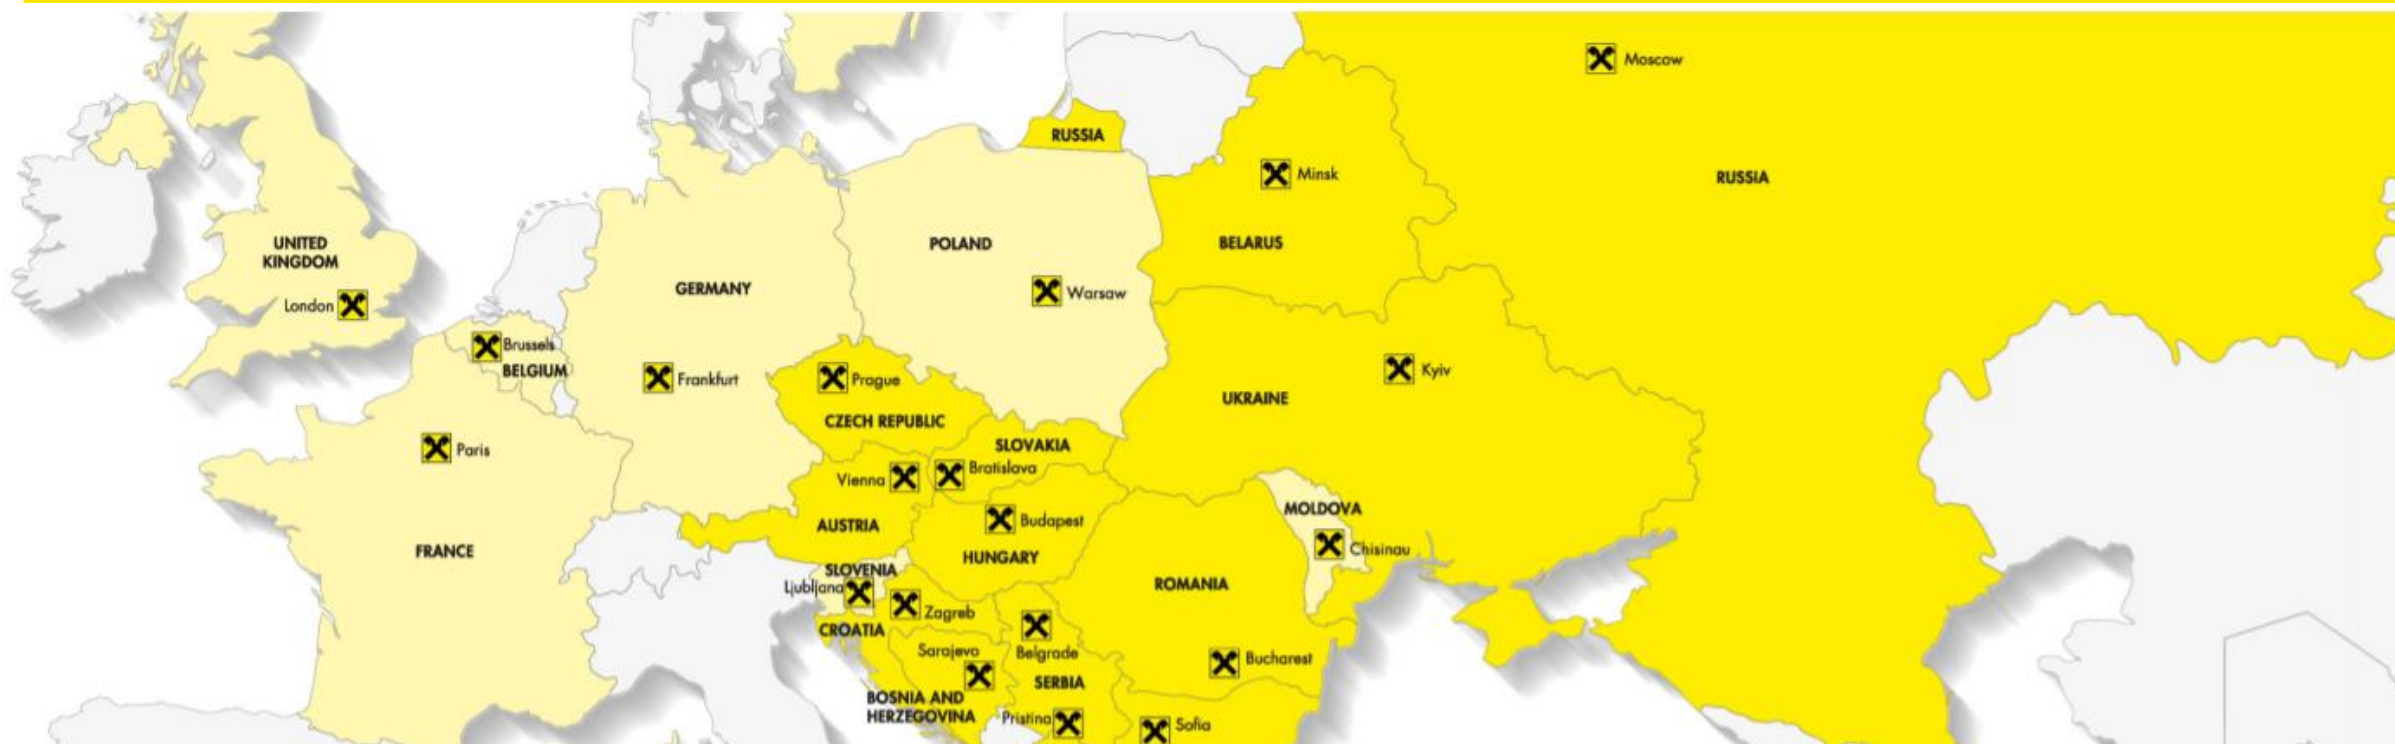 Moscow
RUSSIA
Minsk
RUSSIA
UNITED
KINGDOM
POLAND
BELARUS
GERMANY
Warsaw
London
Brussels
BELGIUM
Frankfurt
Prague
Kyiv
UKRAINE
CZECH REPUBLIC
Paris
SLOVAKIA
Bratislava
Vienna
MOLDOVA
AUSTRIA
Budapest
FRANCE
HUNGARY
Chisinau
SLOVENIA
Ljubljana
ROMANIA
Zagreb
CROATIA
Sarajevo
Belgrade
Bucharest
SERBIA
BOSNIA AND
HERZEGOVINA
Pristina
Sofia